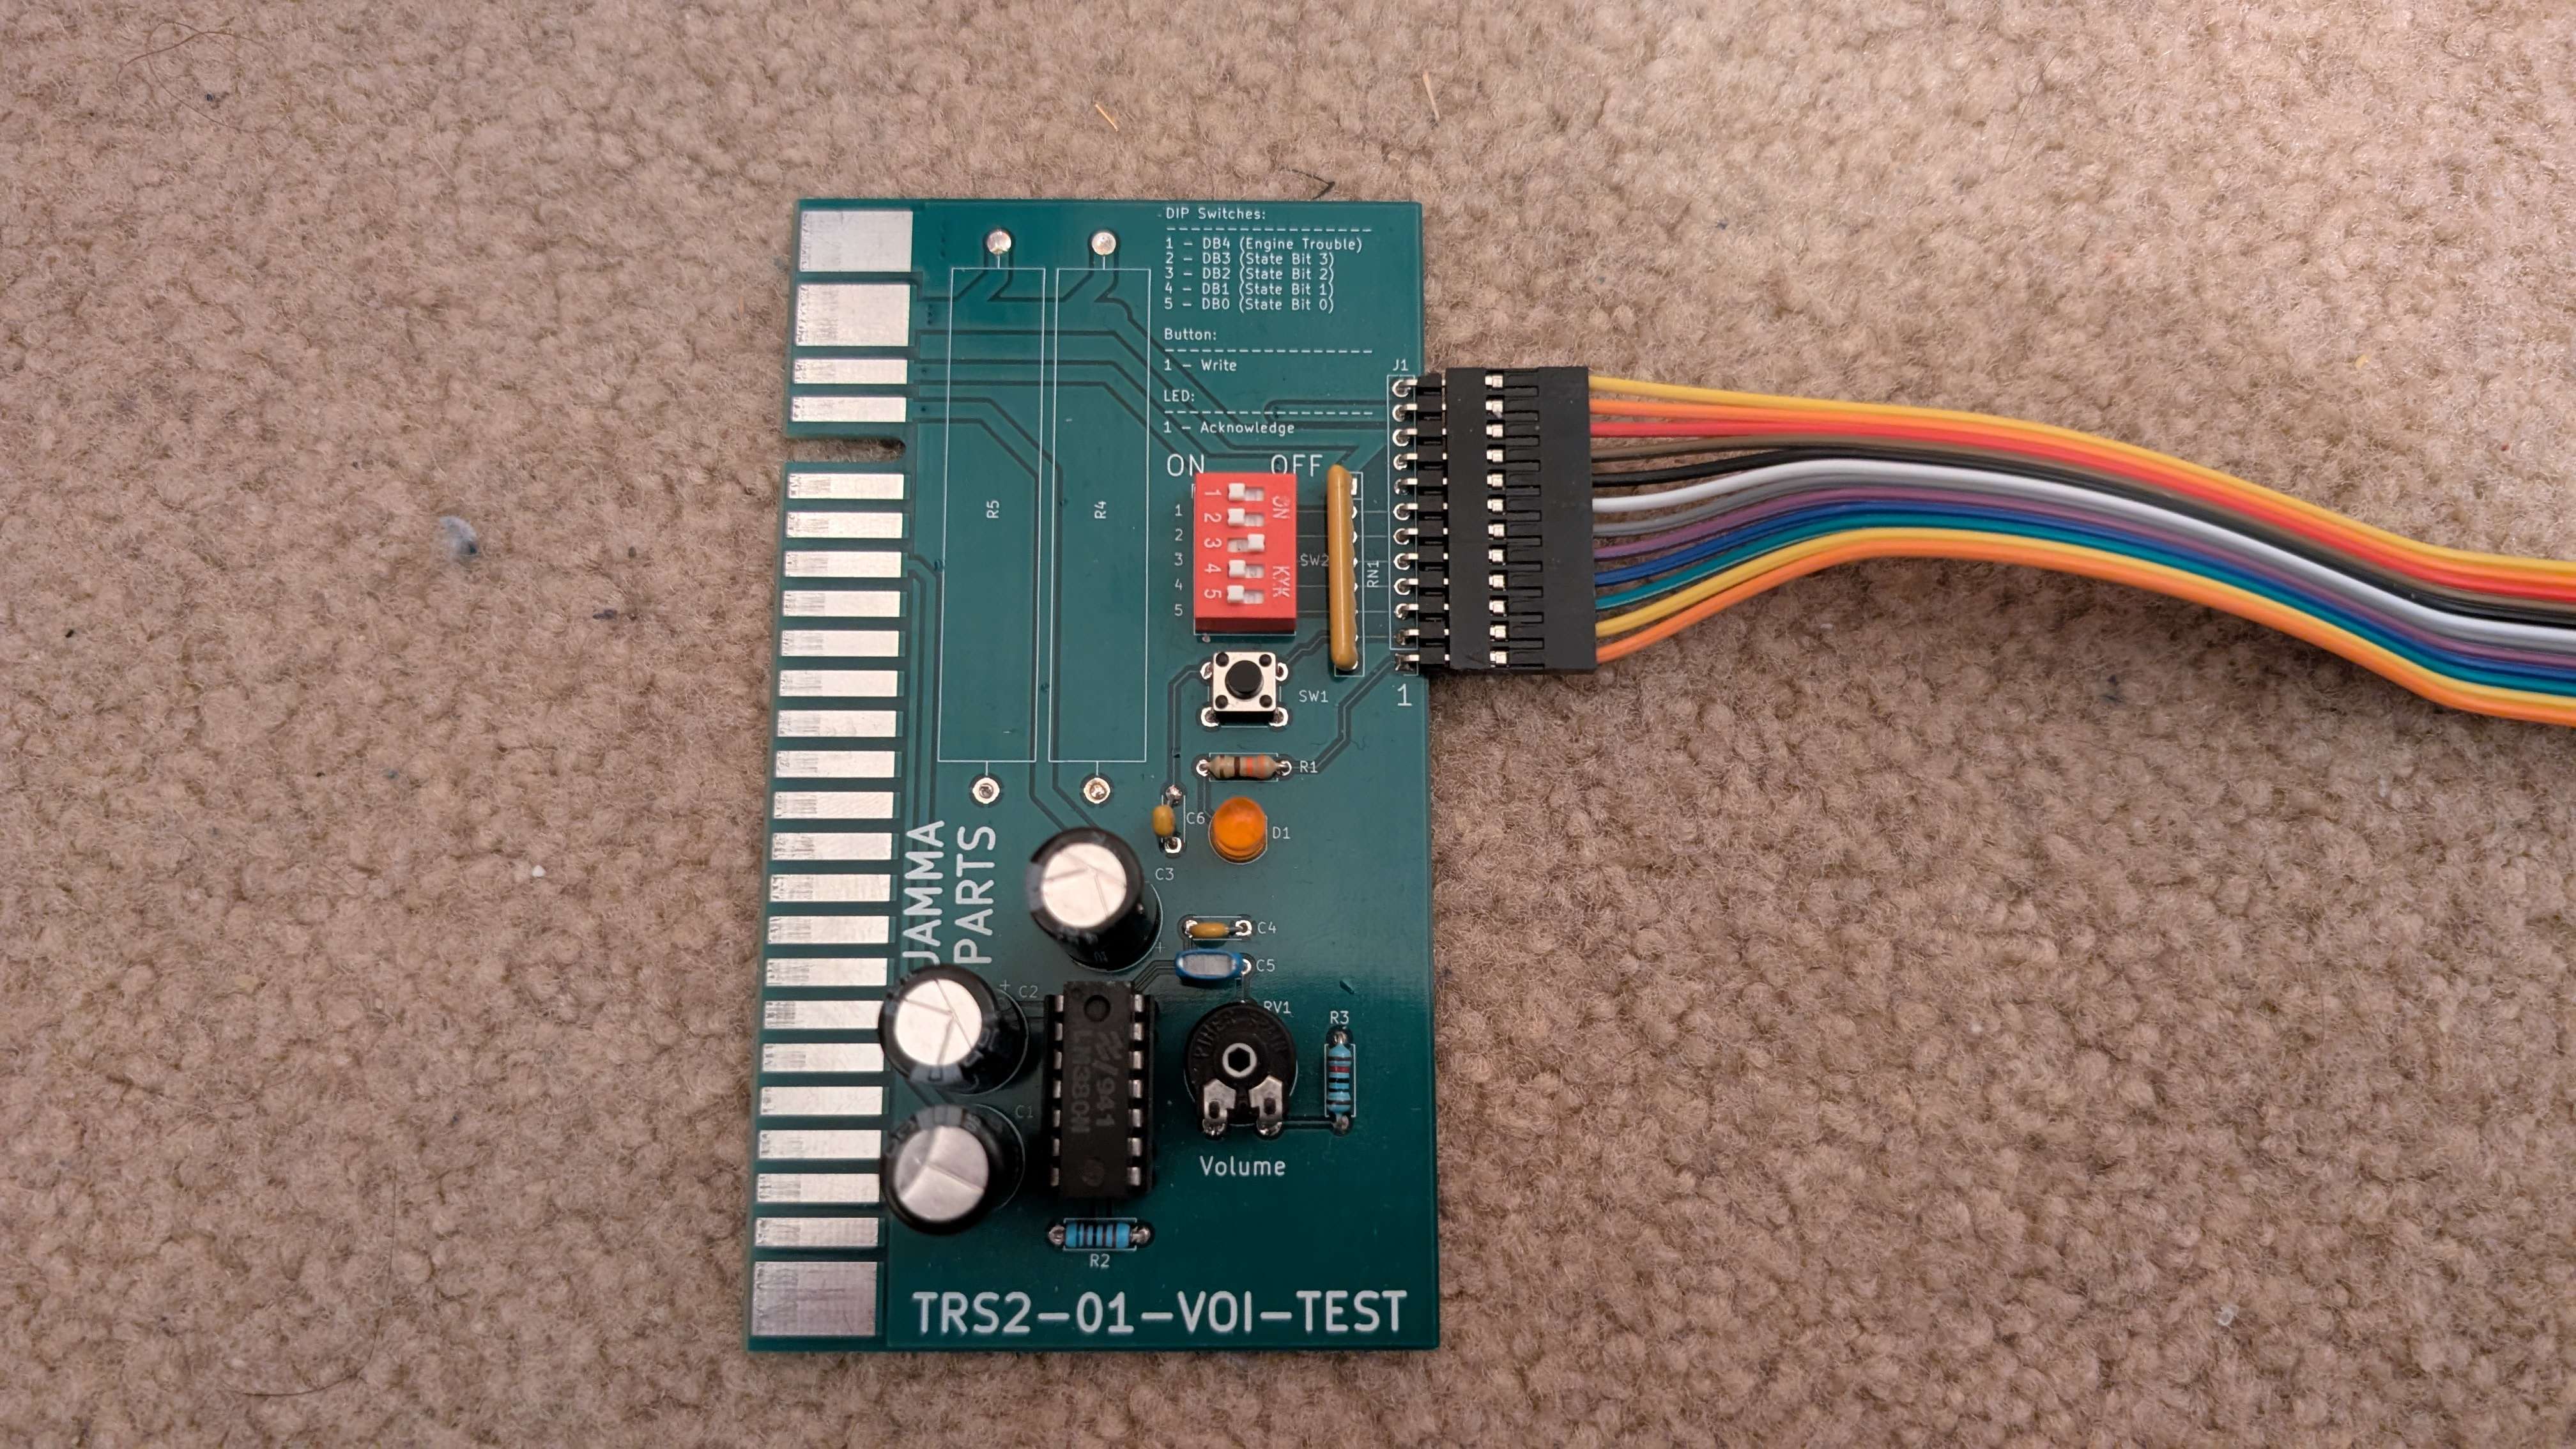 DIP Switches:
1 - DB4 (Engine Trouble)
2 - DB3 (State Bit 3)
3 - DB2 (State Bit 2)
4 - DB1 (State Bit 1)
5 - DB0 (State Bit 0)
Button:
1 - Write
LED:
1 - Acknowledge
J1
ON OFF
R5
R4
1
2
3
4
5
1
2
3
4
5
ON
KYK
SW2
RN1
SW1
1
R1
C6
D1
JAMMA
PARTS
C3
+
C4
C5
+
C2
RV1
R3
C1
941
LM380N
Volume
R2
TRS2-01-VOI-TEST